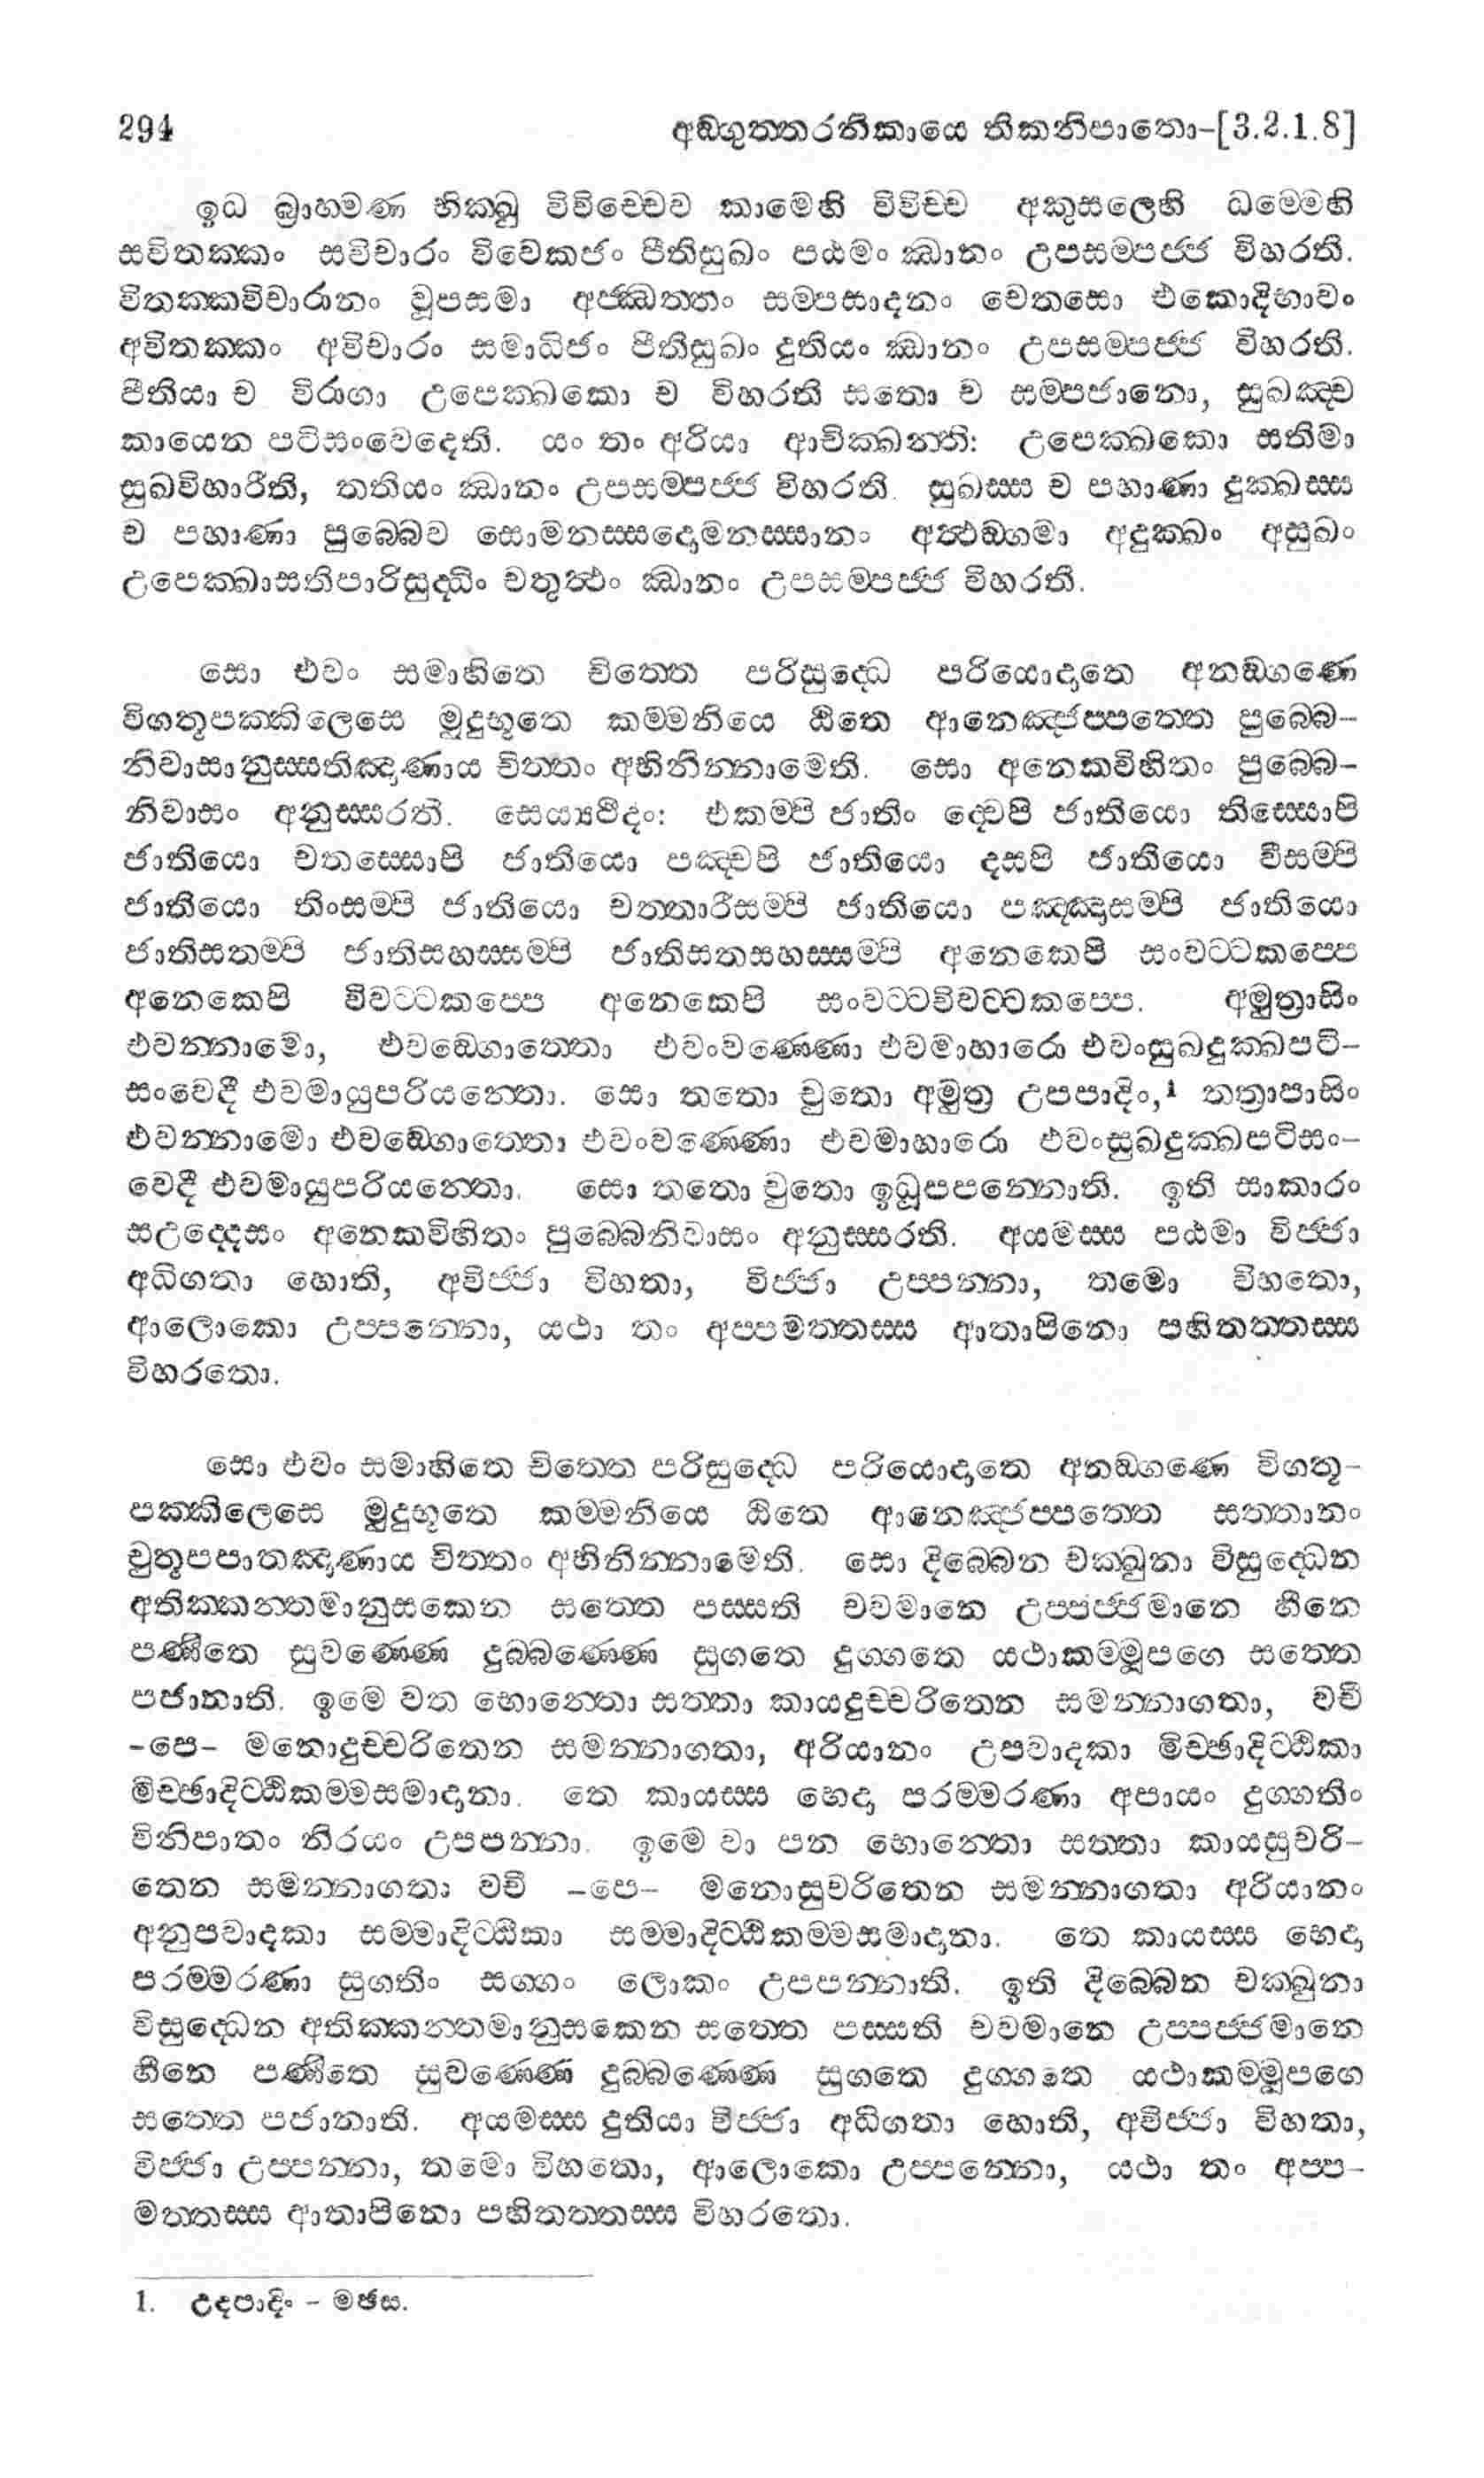 294 අඞ්ගුත්තරනිකායෙ තිකනිපාතො-[3.2.1.8]
ඉධ බ්‍රාහ්මණ භික්ඛු විවිච්චෙව කාමෙහි විවිච්ච අකුසලෙහි ධම්මෙහි
සවිතක්කං සවිචාරං විවෙකජං පීතිසුඛං පඨමං ඣානං උපසම්පජ්ජ විහරති.
විතක්කවිචාරානං වූපසමා අජ්ඣත්තං සම්පසාදනං චෙතසො එකොදිභාවං
අවිතක්කං අවිචාරං සමාධිජං පීතිසුඛං දුතියං ඣානං උපසම්පජ්ජ විහරති.
පීතියා ච විරාගා උපෙක්ඛකො ච විහරති සතො ච සම්පජානො, සුඛඤ්ච
කායෙන පටිසංවෙදෙති. යං තං අරියා ආචික්ඛන්ති: උපෙක්ඛකො සතිමා
සුඛවිහාරීති, තතියං ඣානං උපසම්පජ්ජ විහරති. සුඛස්ස ච පහාණා දුක්ඛස්ස
ච පහාණා පුබ්බෙව සොමනස්සදොමනස්සානං අත්ථඞ්ගමා අදුක්ඛං අසුඛං
උපෙක්ඛාසතිපාරිසුද්ධිං චතුත්ථං ඣානං උපසම්පජ්ජ විහරති.
සො එවං සමාහිතෙ චිත්තෙ පරිසුද්ධෙ පරියොදාතෙ අනඞ්ගණෙ
විගතූපක්කිලෙසෙ මුදුභූතෙ කම්මනියෙ ඨිතෙ ආනෙඤ්ජප්පත්තෙ පුබ්බෙ-
නිවාසානුස්සතිඤාණාය චිත්තං අභිනින්නාමෙති. සො අනෙකවිහිතං පුබ්බෙ-
නිවාසං අනුස්සරති. සෙය්‍යථිදං: එකම්පි ජාතිං ද්වෙපි ජාතියො තිස්සොපි
ජාතියො චතස්සොපි ජාතියො පඤ්චපි ජාතියො දසපි ජාතියො වීසම්පි
ජාතියො තිංසම්පි ජාතියො චත්තාරීසම්පි ජාතියො පඤ්ඤාසම්පි ජාතියො
ජාතිසතම්පි ජාතිසහස්සම්පි ජාතිසතසහස්සම්පි අනෙකෙපි සංවට්ටකප්පෙ
අනෙකෙපි විවට්ටකප්පෙ අනෙකෙපි සංවට්ටවිවට්ටකප්පෙ. අමුත්‍රාසිං
එවන්නාමො, එවඞ්ගොත්තො එවංවණ්ණො එවමාහාරො එවංසුඛදුක්ඛපටි-
සංවෙදී එවමායුපරියන්තො. සො තතො චුතො අමුත්‍ර උපපාදිං,¹ තත්‍රාපාසිං
එවන්නාමො එවඞ්ගොත්තො එවංවණ්ණො එවමාහාරො එවංසුඛදුක්ඛපටිසං-
වෙදී එවමායුපරියන්තො. සො තතො චුතො ඉධූපපන්නොති. ඉති සාකාරං
සඋද්දෙසං අනෙකවිහිතං පුබ්බෙනිවාසං අනුස්සරති. අයමස්ස පඨමා විජ්ජා
අධිගතා හොති, අවිජ්ජා විහතා, විජ්ජා උප්පන්නා, තමො විහතො,
ආලොකො උප්පන්නො, යථා තං අප්පමත්තස්ස ආතාපිනො පහිතත්තස්ස
විහරතො.
සො එවං සමාහිතෙ චිත්තෙ පරිසුද්ධෙ පරියොදාතෙ අනඞ්ගණෙ විගතූ-
පක්කිලෙසෙ මුදුභූතෙ කම්මනියෙ ඨිතෙ ආනෙඤ්ජප්පත්තෙ සත්තානං
චුතූපපාතඤාණාය චිත්තං අභිනින්නාමෙති. සො දිබ්බෙන චක්ඛුනා විසුද්ධෙන
අතික්කන්තමානුසකෙන සත්තෙ පස්සති චවමානෙ උප්පජ්ජමානෙ හීනෙ
පණීතෙ සුවණ්ණෙ දුබ්බණ්ණෙ සුගතෙ දුග්ගතෙ යථාකම්මූපගෙ සත්තෙ
පජානාති. ඉමෙ වත භොන්තො සත්තා කායදුච්චරිතෙන සමන්නාගතා, වචී
-පෙ- මනොදුච්චරිතෙන සමන්නාගතා, අරියානං උපවාදකා මිච්ඡාදිට්ඨිකා
මිච්ඡාදිට්ඨිකම්මසමාදානා. තෙ කායස්ස භෙදා පරම්මරණා අපායං දුග්ගතිං
විනිපාතං නිරයං උපපන්නා. ඉමෙ වා පන භොන්තො සත්තා කායසුචරි-
තෙන සමන්නාගතා වචී -පෙ- මනොසුචරිතෙන සමන්නාගතා අරියානං
අනුපවාදකා සම්මාදිට්ඨිකා සම්මාදිට්ඨිකම්මසමාදානා. තෙ කායස්ස භෙදා
පරම්මරණා සුගතිං සග්ගං ලොකං උපපන්නාති. ඉති දිබ්බෙන චක්ඛුනා
විසුද්ධෙන අතික්කන්තමානුසකෙන සත්තෙ පස්සති චවමානෙ උප්පජ්ජමානෙ
හීනෙ පණීතෙ සුවණ්ණෙ දුබ්බණ්ණෙ සුගතෙ දුග්ගතෙ යථාකම්මූපගෙ
සත්තෙ පජානාති. අයමස්ස දුතියා විජ්ජා අධිගතා හොති, අවිජ්ජා විහතා,
විජ්ජා උප්පන්නා, තමො විහතො, ආලොකො උප්පන්නො, යථා තං අප්ප-
මත්තස්ස ආතාපිනො පහිතත්තස්ස විහරතො.
1. උදපාදිං - මඡසං.